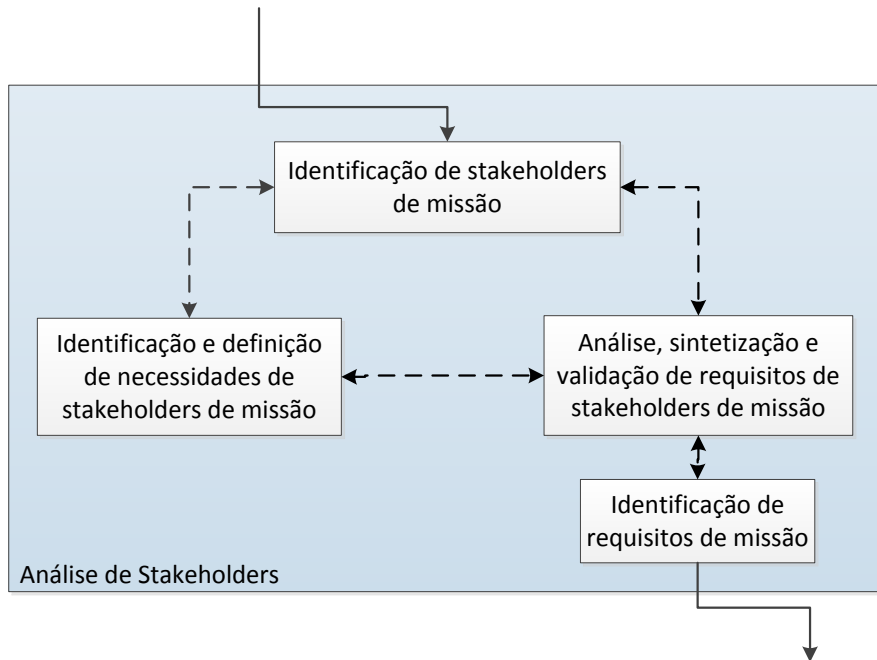 Identificação de stakeholders
de missão
Identificação e definição
de necessidades de
stakeholders de missão
Análise, sintetização e
validação de requisitos de
stakeholders de missão
Identificação de
requisitos de missão
Análise de Stakeholders